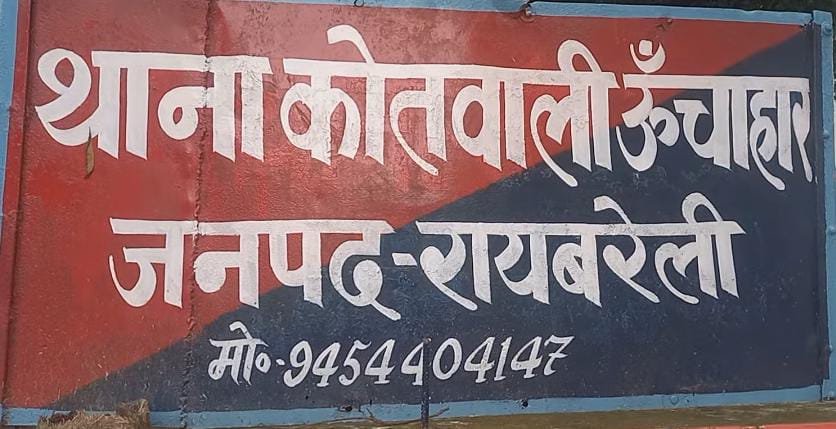 थाना कोतवाली ऊँचाहार
जनपद-रायबरेली
मो०-9454404147